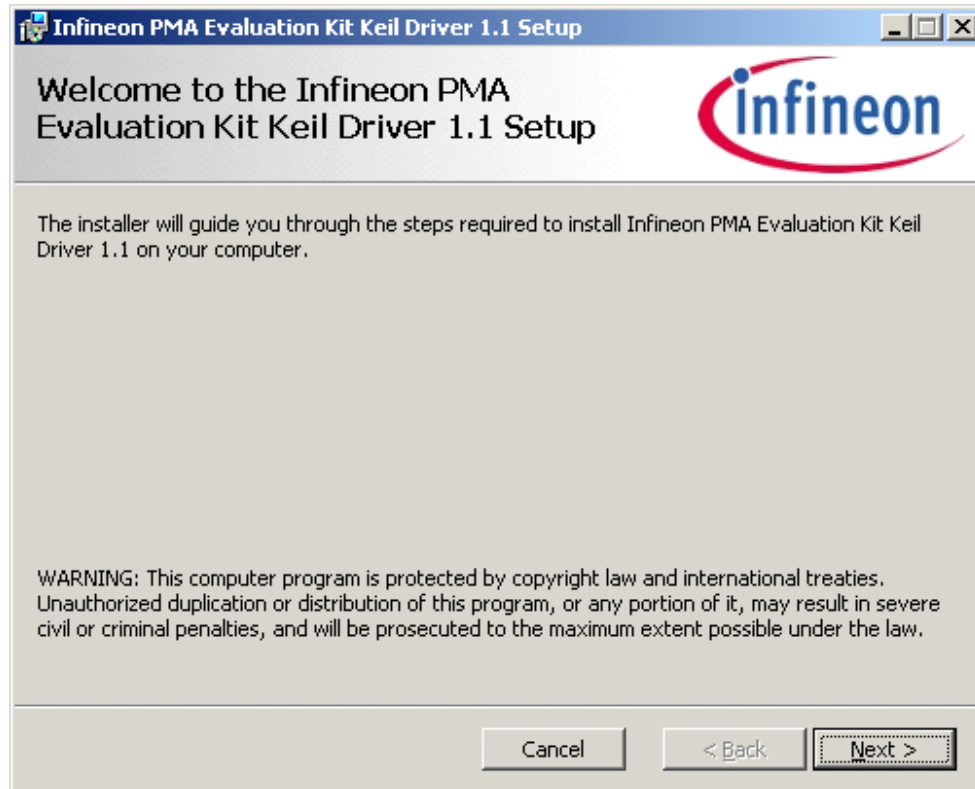 Infineon PMA Evaluation Kit Keil Driver 1.1 Setup
Welcome to the Infineon PMA
Evaluation Kit Keil Driver 1.1 Setup
infineon
The installer will guide you through the steps required to install Infineon PMA Evaluation Kit Keil
Driver 1.1 on your computer.
WARNING: This computer program is protected by copyright law and international treaties.
Unauthorized duplication or distribution of this program, or any portion of it, may result in severe
civil or criminal penalties, and will be prosecuted to the maximum extent possible under the law.
Cancel
< Back
Next >